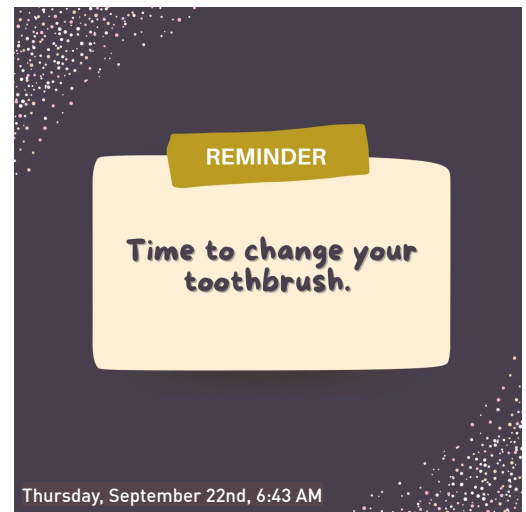 REMINDER
Time to change your
toothbrush.
Thursday, September 22nd, 6:43 AM